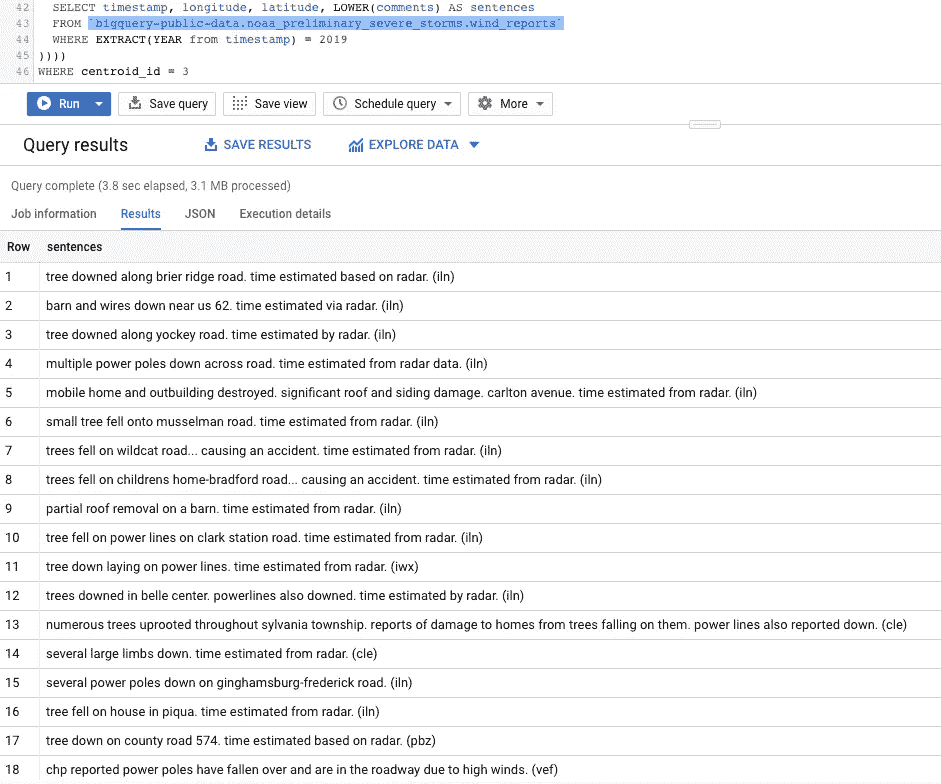 42 SELECT timestamp, longitude, latitude, LOWER(comments) AS sentences
43 FROM `bigquery-public-data.noaa_preliminary_severe_storms.wind_reports`
44 WHERE EXTRACT(YEAR from timestamp) = 2019
45 ))))
46 WHERE centroid_id = 3
Run Save query Save view Schedule query More
Query results SAVE RESULTS EXPLORE DATA
Query complete (3.8 sec elapsed, 3.1 MB processed)
Job information Results JSON Execution details
Row sentences
1 tree downed along brier ridge road. time estimated based on radar. (iln)
2 barn and wires down near us 62. time estimated via radar. (iln)
3 tree downed along yockey road. time estimated by radar. (iln)
4 multiple power poles down across road. time estimated from radar data. (iln)
5 mobile home and outbuilding destroyed. significant roof and siding damage. carlton avenue. time estimated from radar. (iln)
6 small tree fell onto musselman road. time estimated from radar. (iln)
7 trees fell on wildcat road... causing an accident. time estimated from radar. (iln)
8 trees fell on childrens home-bradford road... causing an accident. time estimated from radar. (iln)
9 partial roof removal on a barn. time estimated from radar. (iln)
10 tree fell on power lines on clark station road. time estimated from radar. (iln)
11 tree down laying on power lines. time estimated from radar. (iwx)
12 trees downed in belle center. powerlines also downed. time estimated by radar. (iln)
13 numerous trees uprooted throughout sylvania township. reports of damage to homes from trees falling on them. power lines also reported down. (cle)
14 several large limbs down. time estimated from radar. (cle)
15 several power poles down on ginghamsburg-frederick road. (iln)
16 tree fell on house in piqua. time estimated from radar. (iln)
17 tree down on county road 574. time estimated based on radar. (pbz)
18 chp reported power poles have fallen over and are in the roadway due to high winds. (vef)